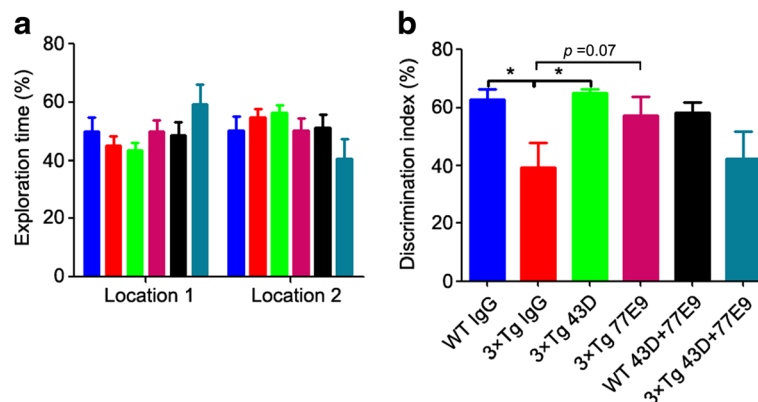 a
Exploration time (%)
80
60
40
20
0
Location 1
Location 2
b
Discrimination index (%)
80
60
40
20
0
*
*
p =0.07
WT IgG
3×Tg IgG
3×Tg 43D
3×Tg 77E9
WT 43D+77E9
3×Tg 43D+77E9